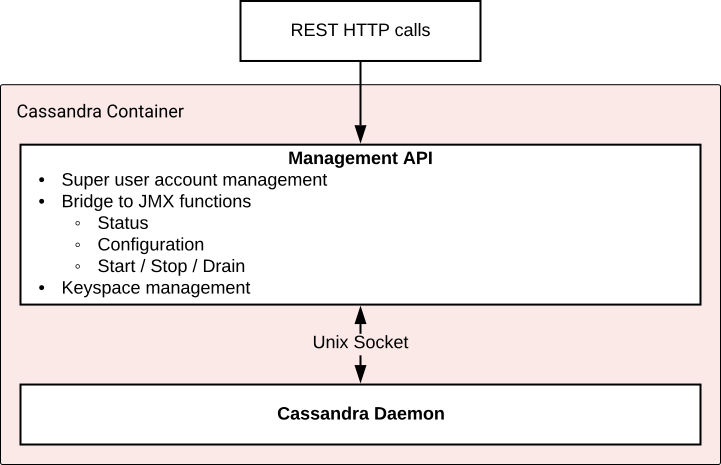 REST HTTP calls
Cassandra Container
Management API
• Super user account management
• Bridge to JMX functions
◦ Status
◦ Configuration
◦ Start / Stop / Drain
• Keyspace management
Unix Socket
Cassandra Daemon